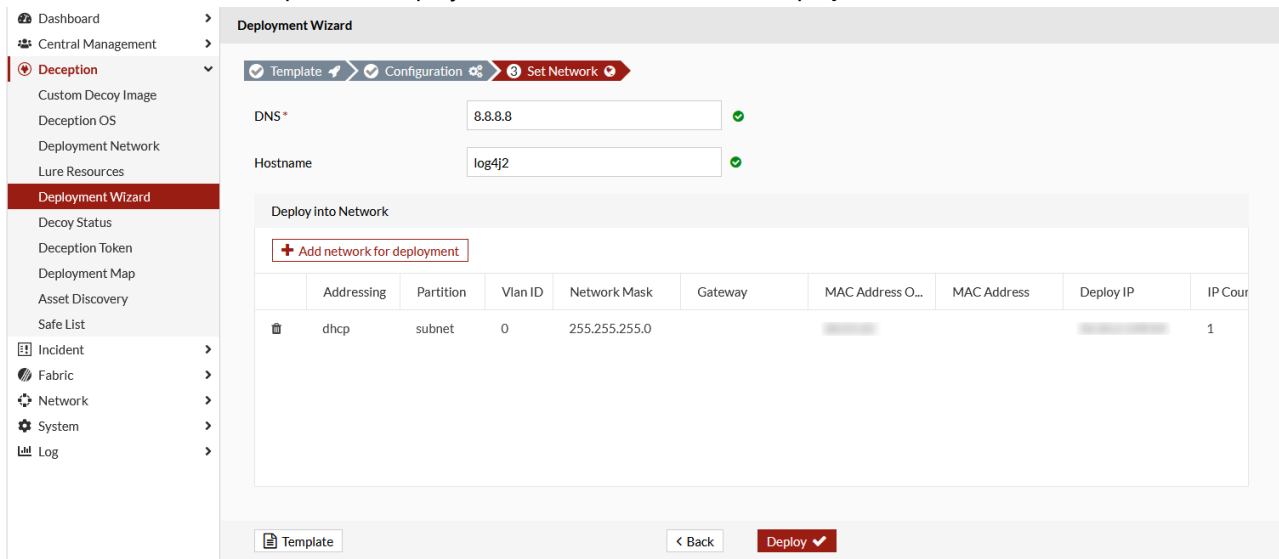 Dashboard
Central Management
Deception
Custom Decoy Image
Deception OS
Deployment Network
Lure Resources
Deployment Wizard
Decoy Status
Deception Token
Deployment Map
Asset Discovery
Safe List
Incident
Fabric
Network
System
Log
Deployment Wizard
Template
Configuration
3 Set Network
DNS* 8.8.8.8
Hostname log4j2
Deploy into Network
Add network for deployment
Addressing Partition Vlan ID Network Mask Gateway MAC Address O... MAC Address Deploy IP IP Coun
dhcp subnet 0 255.255.255.0 1
Template < Back Deploy